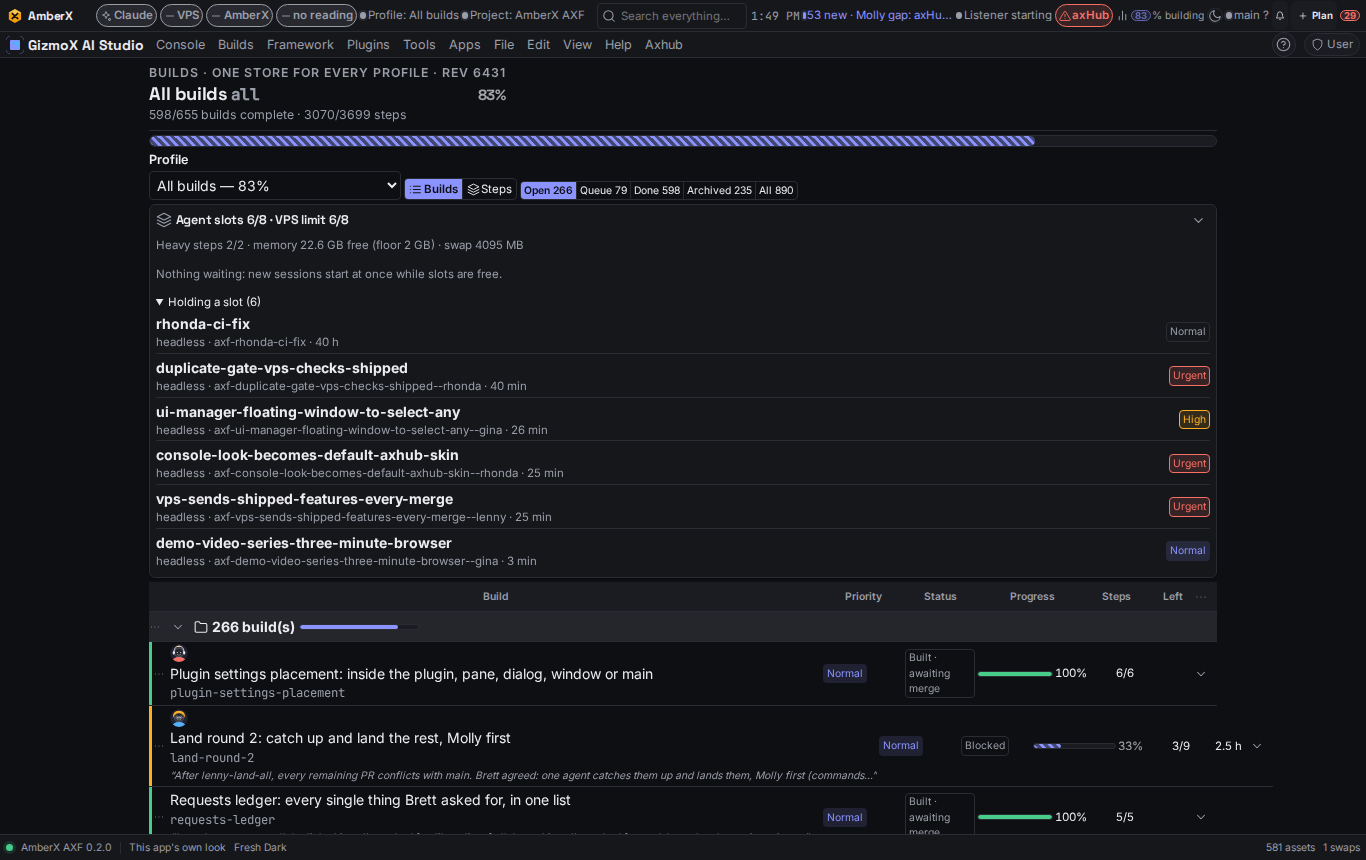 AmberX Claude VPS AmberX no reading Profile: All builds Project: AmberX AXF Search everything... 1:49 PM 53 new · Molly gap: axHu... Listener starting axHub 83 % building main ? + Plan 29
GizmoX AI Studio Console Builds Framework Plugins Tools Apps File Edit View Help Axhub User
BUILDS · ONE STORE FOR EVERY PROFILE · REV 6431
All builds all 83%
598/655 builds complete · 3070/3699 steps
Profile
All builds — 83% Builds Steps Open 266 Queue 79 Done 598 Archived 235 All 890
Agent slots 6/8 · VPS limit 6/8
Heavy steps 2/2 · memory 22.6 GB free (floor 2 GB) · swap 4095 MB
Nothing waiting: new sessions start at once while slots are free.
▼ Holding a slot (6)
rhonda-ci-fix
headless · axf-rhonda-ci-fix · 40 h
Normal
duplicate-gate-vps-checks-shipped
headless · axf-duplicate-gate-vps-checks-shipped--rhonda · 40 min
Urgent
ui-manager-floating-window-to-select-any
headless · axf-ui-manager-floating-window-to-select-any--gina · 26 min
High
console-look-becomes-default-axhub-skin
headless · axf-console-look-becomes-default-axhub-skin--rhonda · 25 min
Urgent
vps-sends-shipped-features-every-merge
headless · axf-vps-sends-shipped-features-every-merge--lenny · 25 min
Urgent
demo-video-series-three-minute-browser
headless · axf-demo-video-series-three-minute-browser--gina · 3 min
Normal
Build Priority Status Progress Steps Left ...
266 build(s)
Plugin settings placement: inside the plugin, pane, dialog, window or main
plugin-settings-placement
Normal
Built ·
awaiting
merge
100% 6/6
Land round 2: catch up and land the rest, Molly first
land-round-2
"After lenny-land-all, every remaining PR conflicts with main. Brett agreed: one agent catches them up and lands them, Molly first (commands..."
Normal Blocked 33% 3/9 2.5 h
Requests ledger: every single thing Brett asked for, in one list
requests-ledger
Normal
Built ·
awaiting
merge
100% 5/5
AmberX AXF 0.2.0 This app's own look Fresh Dark 581 assets 1 swaps